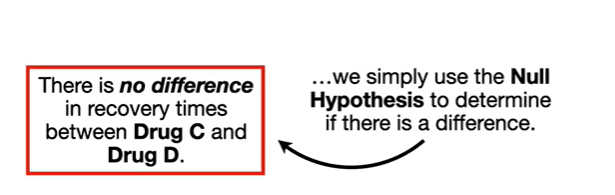 There is no difference
in recovery times
between Drug C and
Drug D.
…we simply use the Null
Hypothesis to determine
if there is a difference.